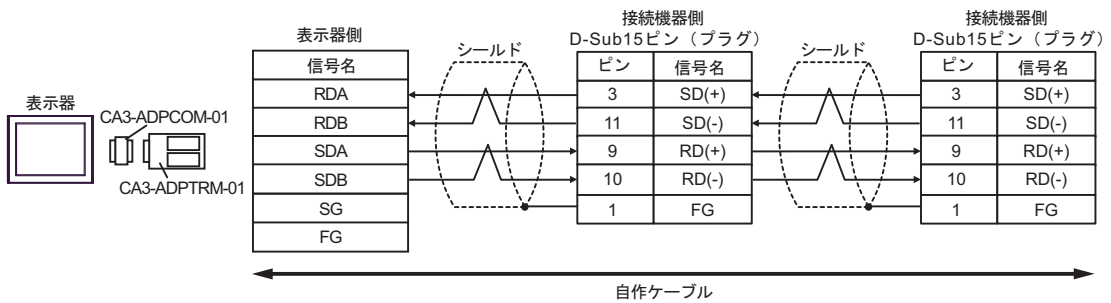 表示器
CA3-ADPCOM-01
CA3-ADPTRM-01
表示器側
信号名
RDA
RDB
SDA
SDB
SG
FG
シールド
接続機器側
D-Sub15ピン（プラグ）
ピン 信号名
3 SD(+)
11 SD(-)
9 RD(+)
10 RD(-)
1 FG
シールド
接続機器側
D-Sub15ピン（プラグ）
ピン 信号名
3 SD(+)
11 SD(-)
9 RD(+)
10 RD(-)
1 FG
自作ケーブル